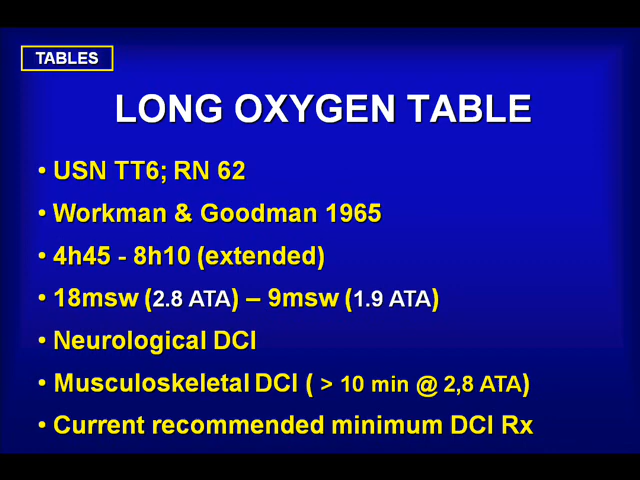 TABLES
LONG OXYGEN TABLE
• USN TT6; RN 62
• Workman & Goodman 1965
• 4h45 - 8h10 (extended)
• 18msw (2.8 ATA) – 9msw (1.9 ATA)
• Neurological DCI
• Musculoskeletal DCI ( > 10 min @ 2,8 ATA)
• Current recommended minimum DCI Rx